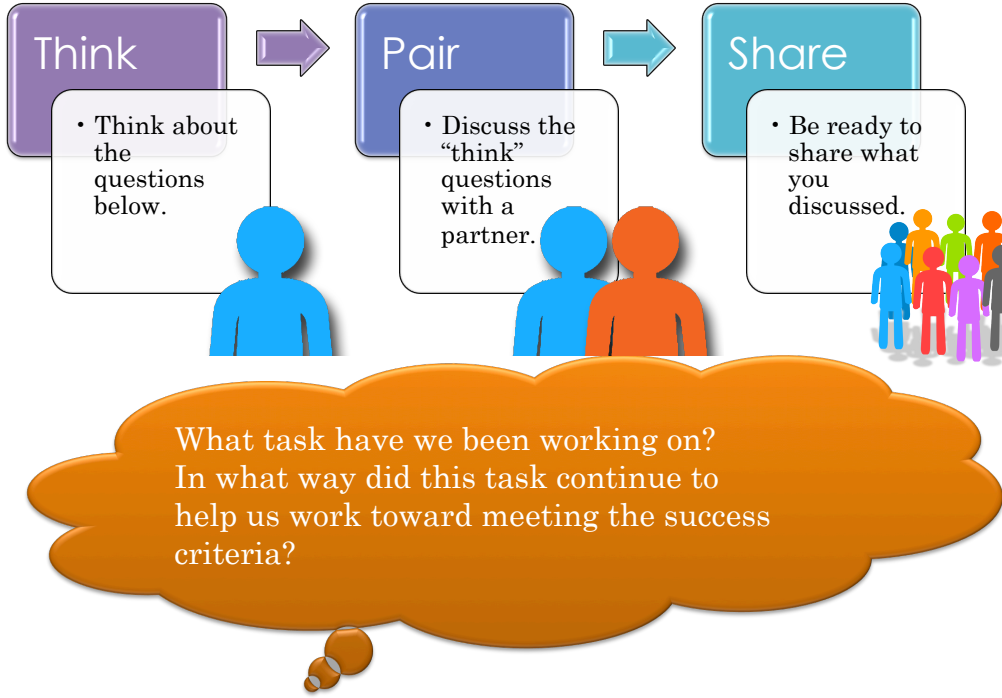 Think
• Think about
the
questions
below.
Pair
• Discuss the
“think”
questions
with a
partner.
Share
• Be ready to
share what
you
discussed.
What task have we been working on?
In what way did this task continue to
help us work toward meeting the success
criteria?